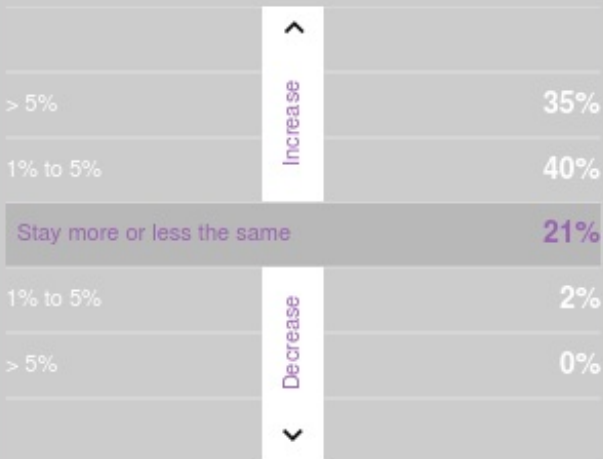 > 5% 35%
Increase
1% to 5% 40%
Stay more or less the same 21%
1% to 5% 2%
Decrease
> 5% 0%